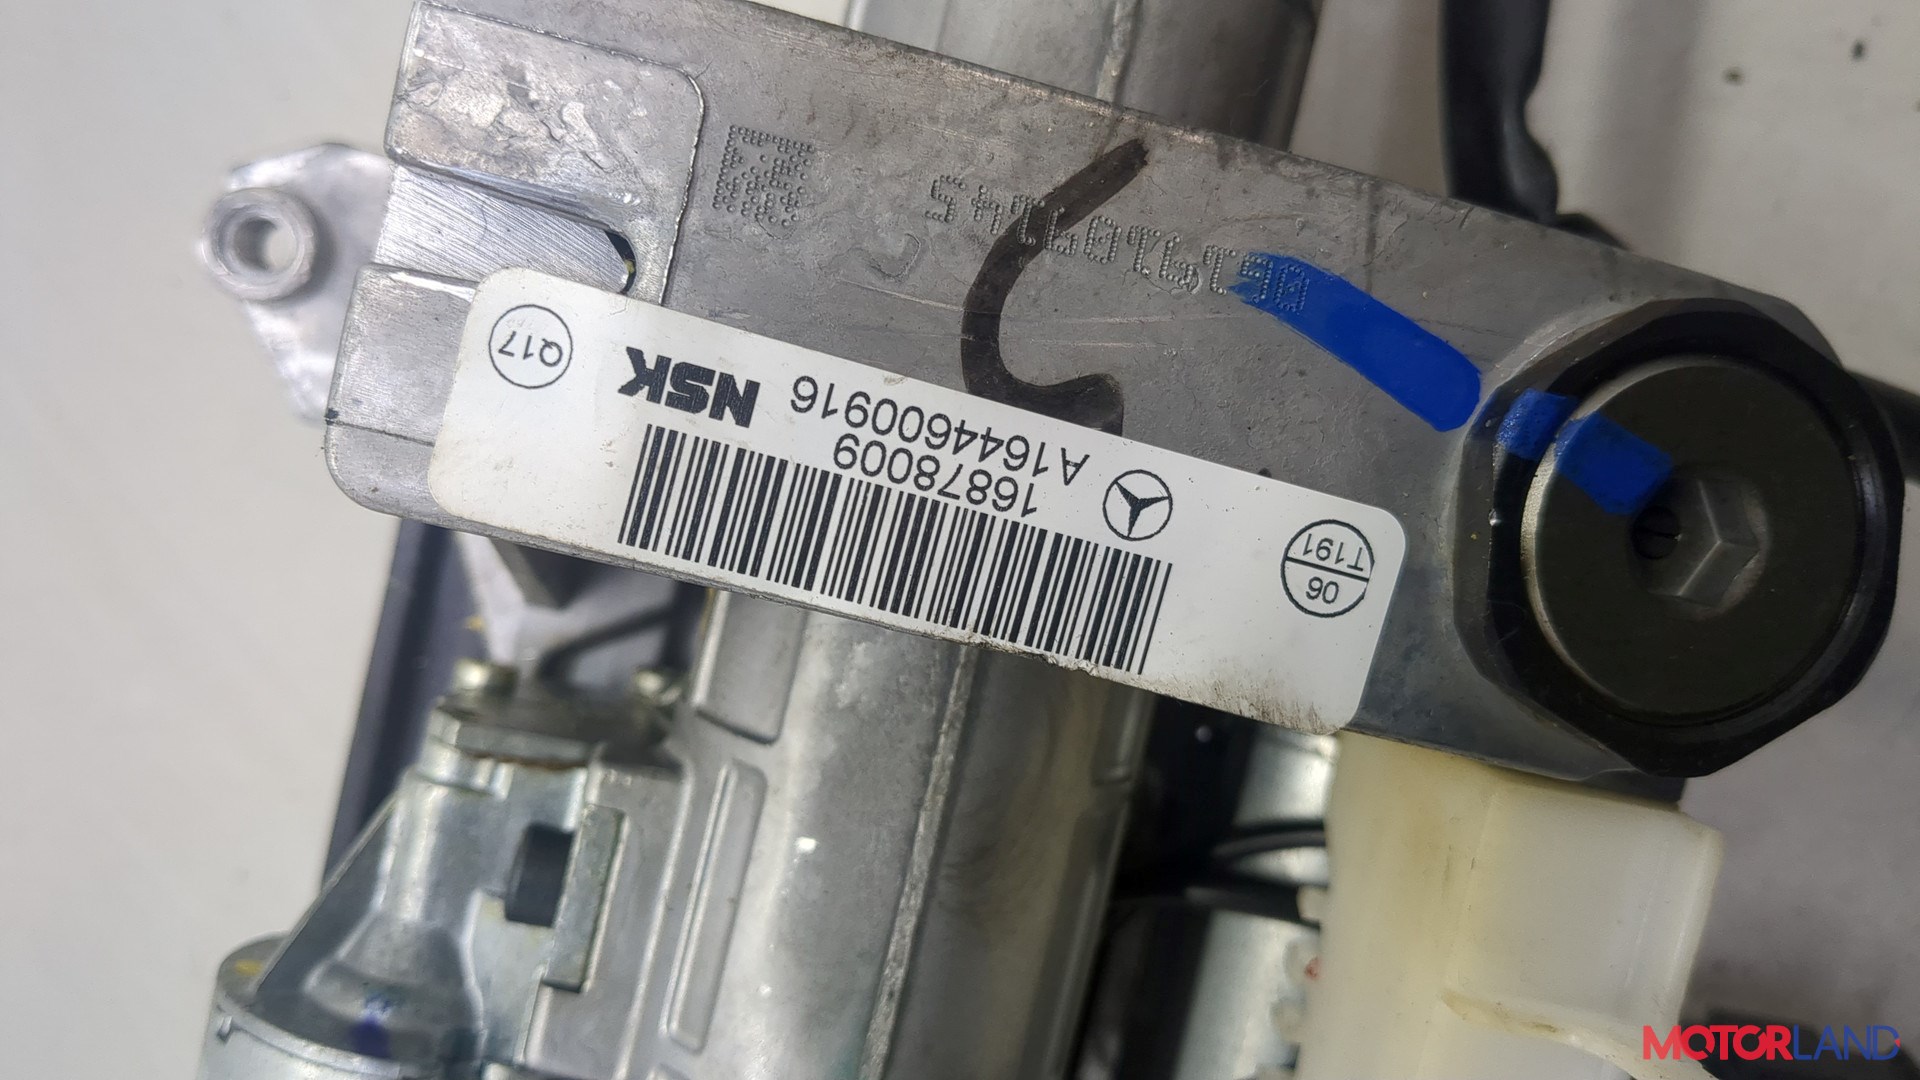 06
T191
16878009
A1644600916
NSK
Q17
MOTORLAND